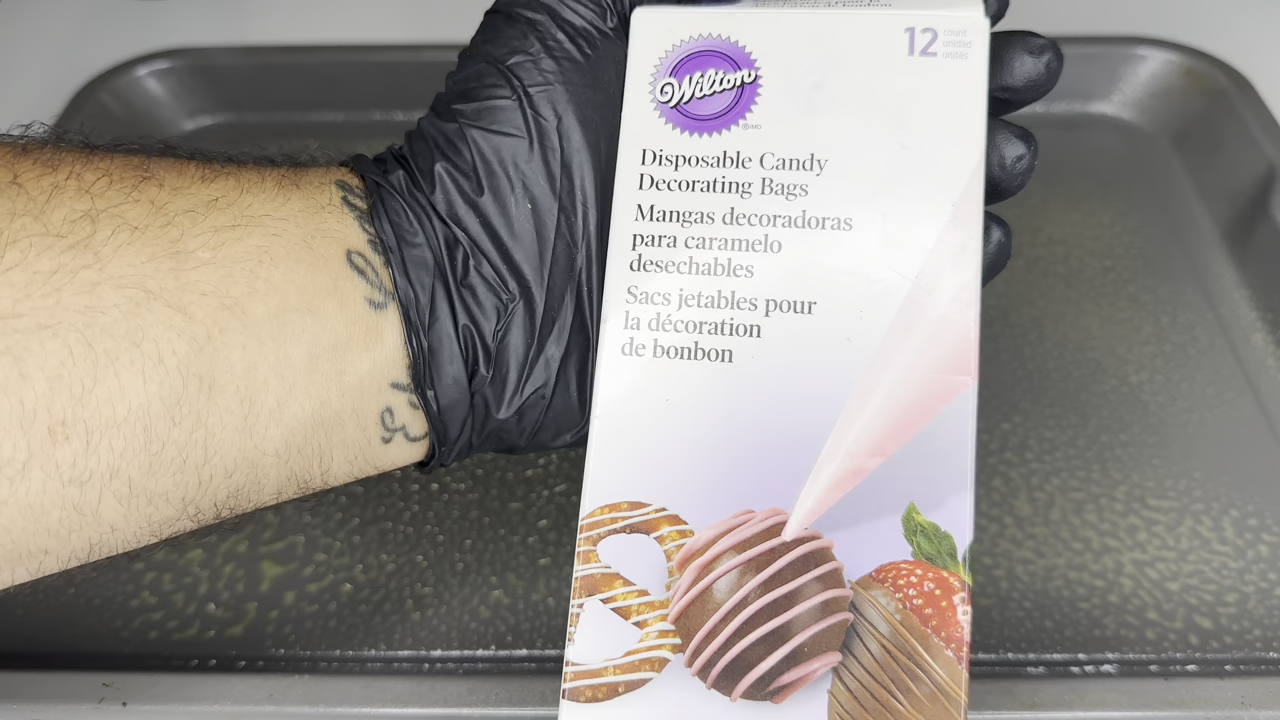 12 count
unidad
unités
Wilton
®/MD
Disposable Candy
Decorating Bags
Mangas decoradoras
para caramelo
desechables
Sacs jetables pour
la décoration
de bonbon